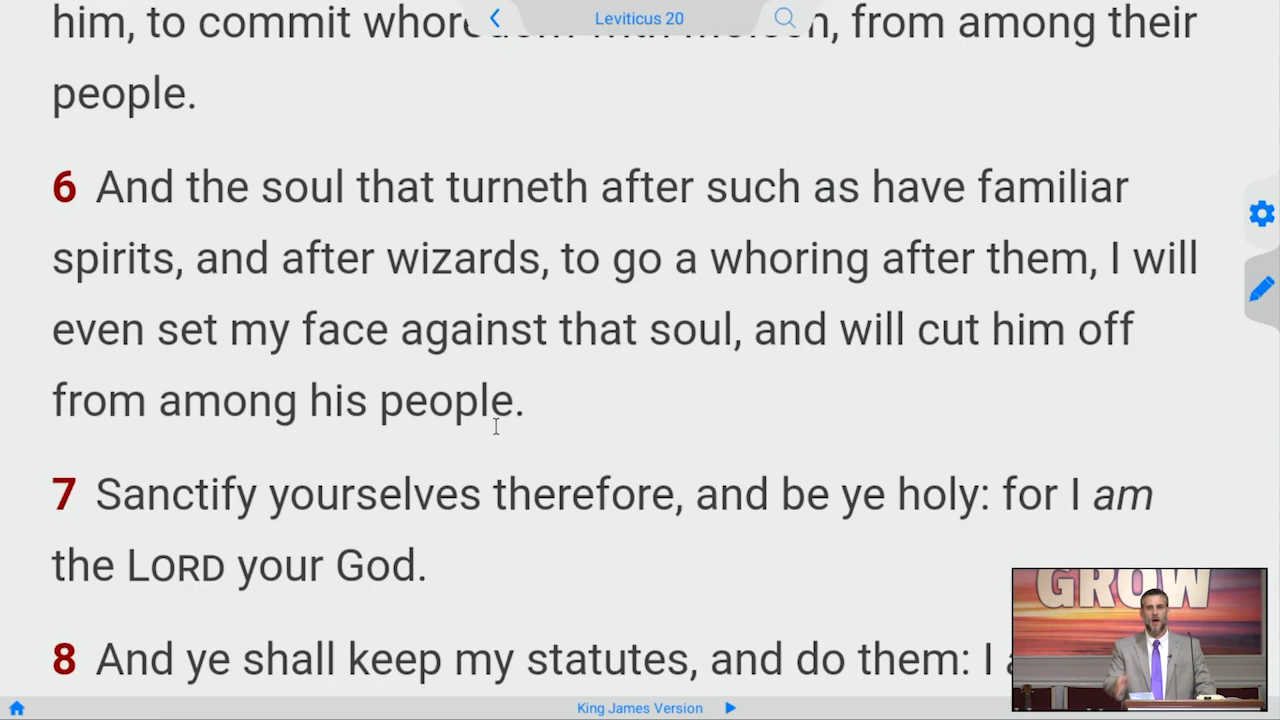 Leviticus 20
him, to commit with, from among their
people.
6 And the soul that turneth after such as have familiar
spirits, and after wizards, to go a whoring after them, I will
even set my face against that soul, and will cut him off
from among his people.
7 Sanctify yourselves therefore, and be ye holy: for I am
the LORD your God.
8 And ye shall keep my statutes, and do them: I
GROW
King James Version